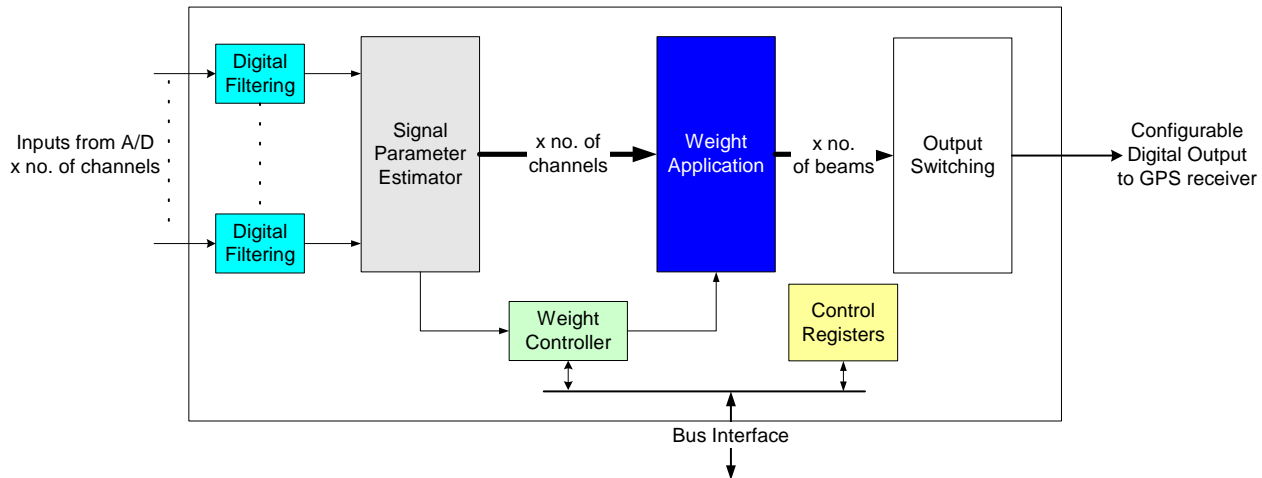 Inputs from A/D
x no. of channels
Digital
Filtering
Digital
Filtering
Signal
Parameter
Estimator
x no. of
channels
Weight
Application
x no.
of beams
Output
Switching
Configurable
Digital Output
to GPS receiver
Weight
Controller
Control
Registers
Bus Interface